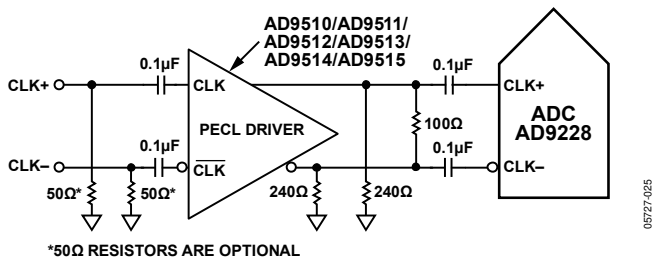 AD9510/AD9511/
AD9512/AD9513/
AD9514/AD9515
0.1µF
0.1µF
CLK+
CLK
CLK+
ADC
AD9228
PECL DRIVER
100Ω
0.1µF
0.1µF
CLK–
CLK
CLK–
50Ω*
50Ω*
240Ω
240Ω
*50Ω RESISTORS ARE OPTIONAL
05727-025